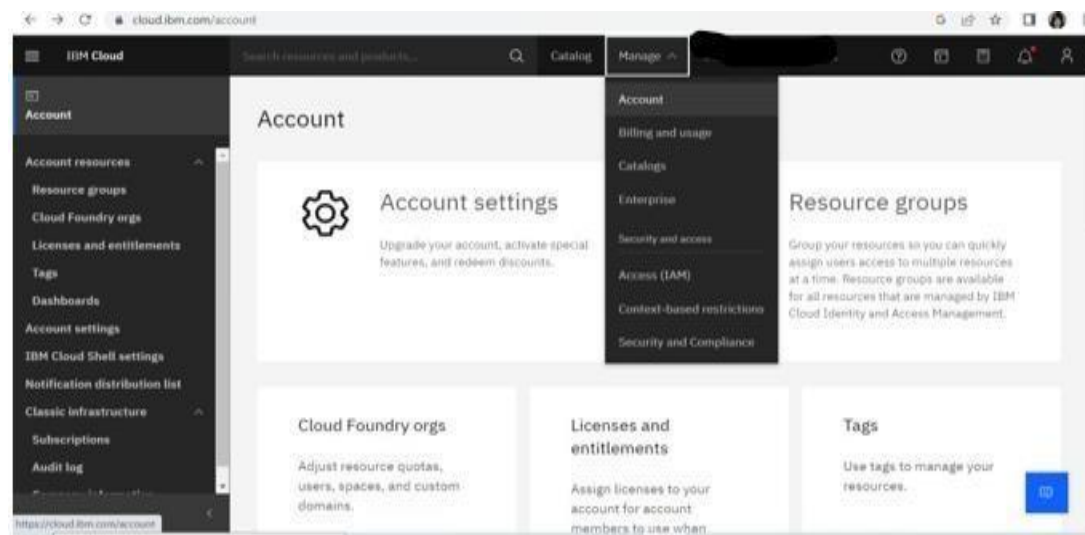 cloud.ibm.com/account
IBM Cloud
Search resources and products...
Catalog
Manage
Account
Account resources
Resource groups
Cloud Foundry orgs
Licenses and entitlements
Tags
Dashboards
Account settings
IBM Cloud Shell settings
Notification distribution list
Classic infrastructure
Subscriptions
Audit log
https://cloud.ibm.com/account
Account
Account
Billing and usage
Catalogs
Enterprise
Security and access
Access (IAM)
Context-based restrictions
Security and Compliance
Account settings
Upgrade your account, activate special
features, and redeem discounts.
Resource groups
Group your resources so you can quickly
assign users access to multiple resources
at a time. Resource groups are available
for all resources that are managed by IBM
Cloud Identity and Access Management.
Cloud Foundry orgs
Adjust resource quotas,
users, spaces, and custom
domains.
Licenses and
entitlements
Assign licenses to your
account for account
members to use when
Tags
Use tags to manage your
resources.